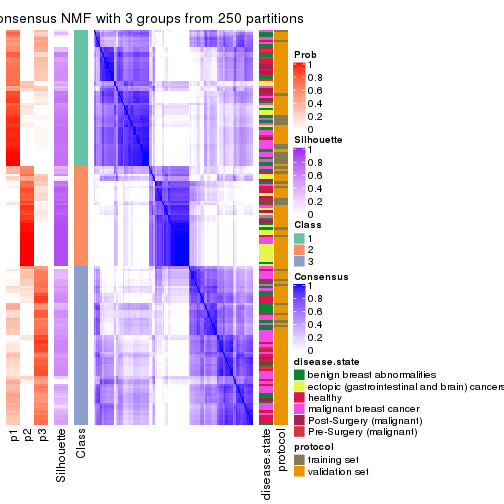 onsensus NMF with 3 groups from 250 partitions
Prob
1
0.8
0.6
0.4
0.2
0
Silhouette
1
0.8
0.6
0.4
0.2
0
Class
1
2
3
Consensus
1
0.8
0.6
0.4
0.2
0
disease.state
benign breast abnormalities
ectopic (gastrointestinal and brain) cancers
healthy
malignant breast cancer
Post-Surgery (malignant)
Pre-Surgery (malignant)
protocol
training set
validation set
p1
p2
p3
Silhouette
Class
disease.state
protocol